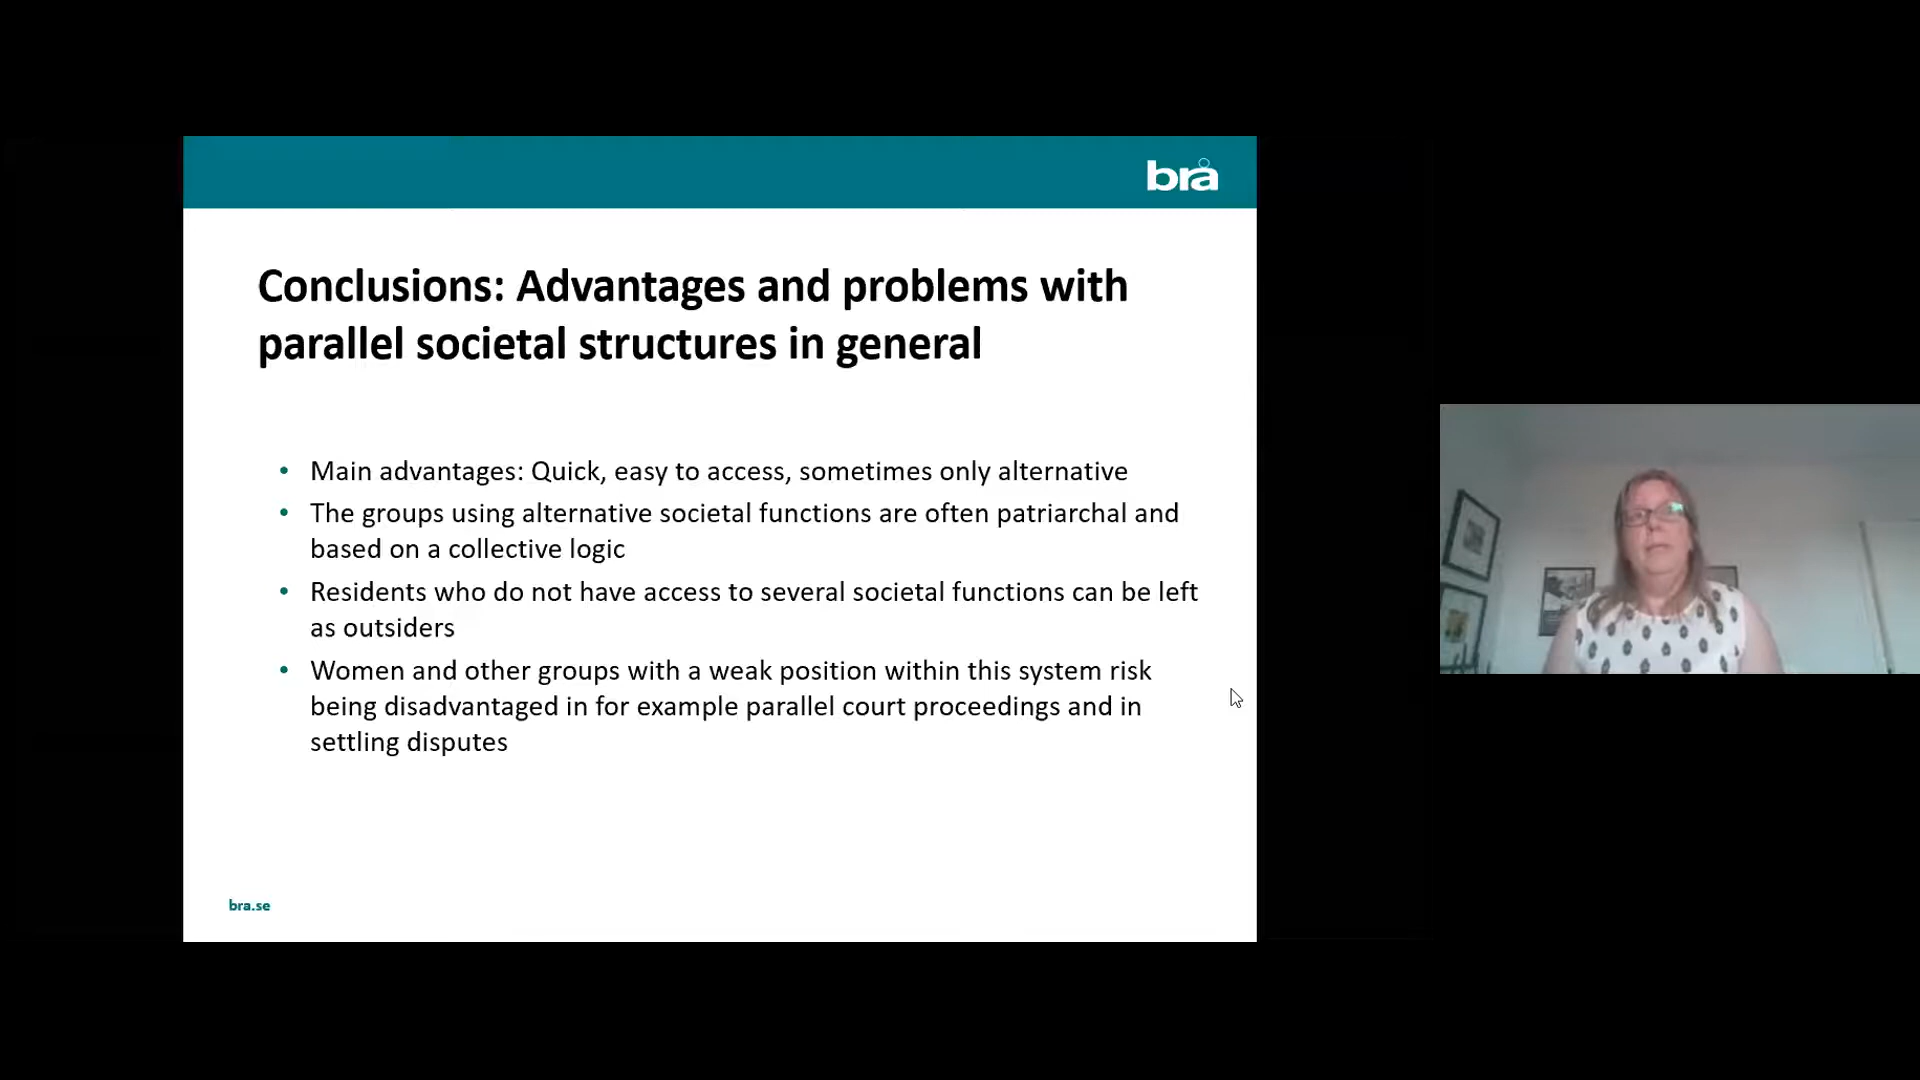 brå
Conclusions: Advantages and problems with
parallel societal structures in general
• Main advantages: Quick, easy to access, sometimes only alternative
• The groups using alternative societal functions are often patriarchal and
based on a collective logic
• Residents who do not have access to several societal functions can be left
as outsiders
• Women and other groups with a weak position within this system risk
being disadvantaged in for example parallel court proceedings and in
settling disputes
bra.se